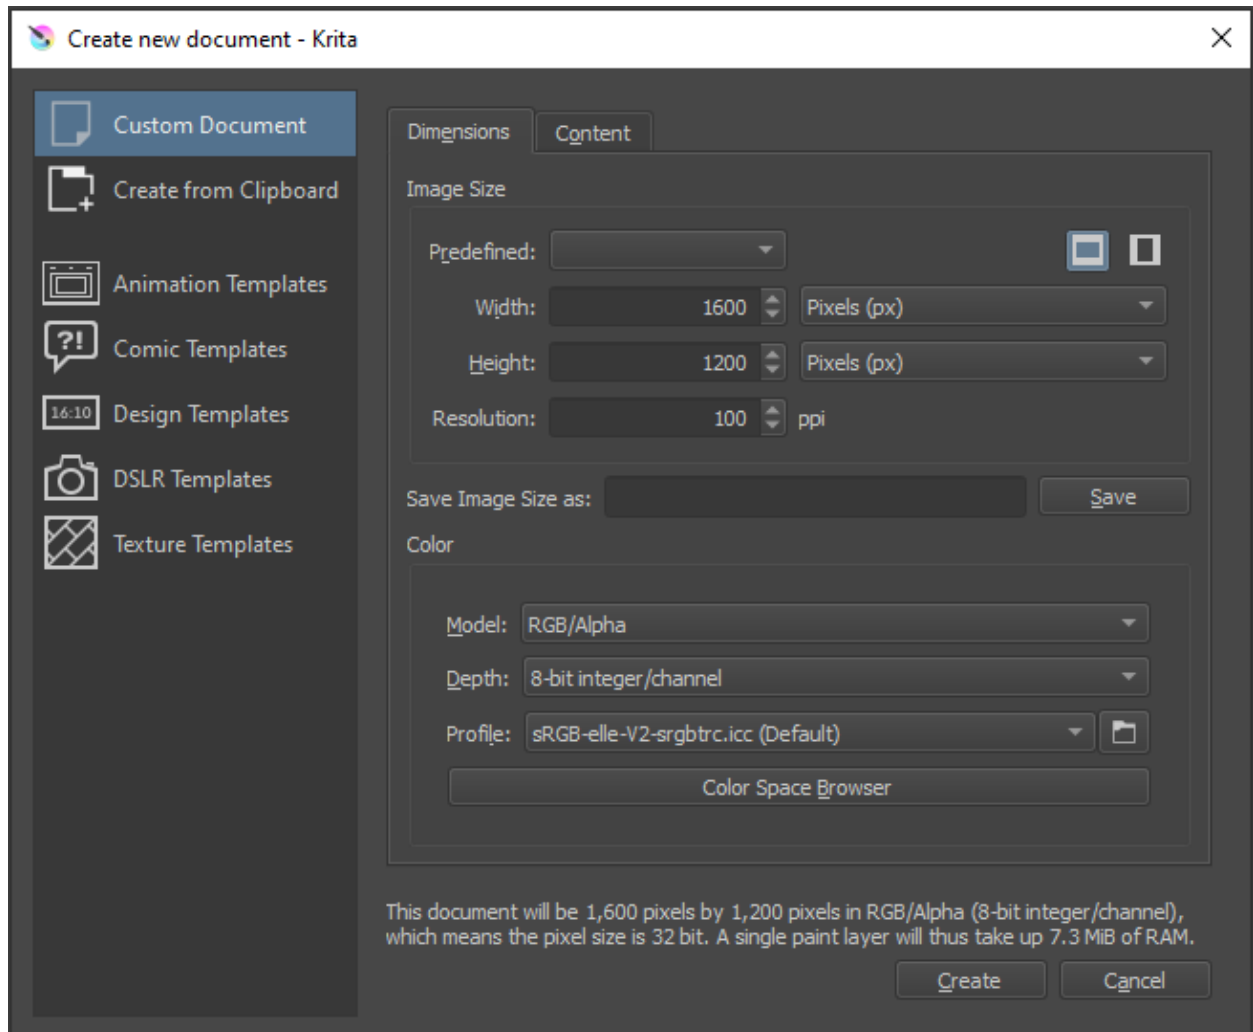 Create new document - Krita
Custom Document
Create from Clipboard
Animation Templates
?!
Comic Templates
16:10
Design Templates
DSLR Templates
Texture Templates
Dimensions
Content
Image Size
Predefined:
Width: 1600 Pixels (px)
Height: 1200 Pixels (px)
Resolution: 100 ppi
Save Image Size as: Save
Color
Model: RGB/Alpha
Depth: 8-bit integer/channel
Profile: sRGB-elle-V2-srgbtrc.icc (Default)
Color Space Browser
This document will be 1,600 pixels by 1,200 pixels in RGB/Alpha (8-bit integer/channel),
which means the pixel size is 32 bit. A single paint layer will thus take up 7.3 MiB of RAM.
Create
Cancel